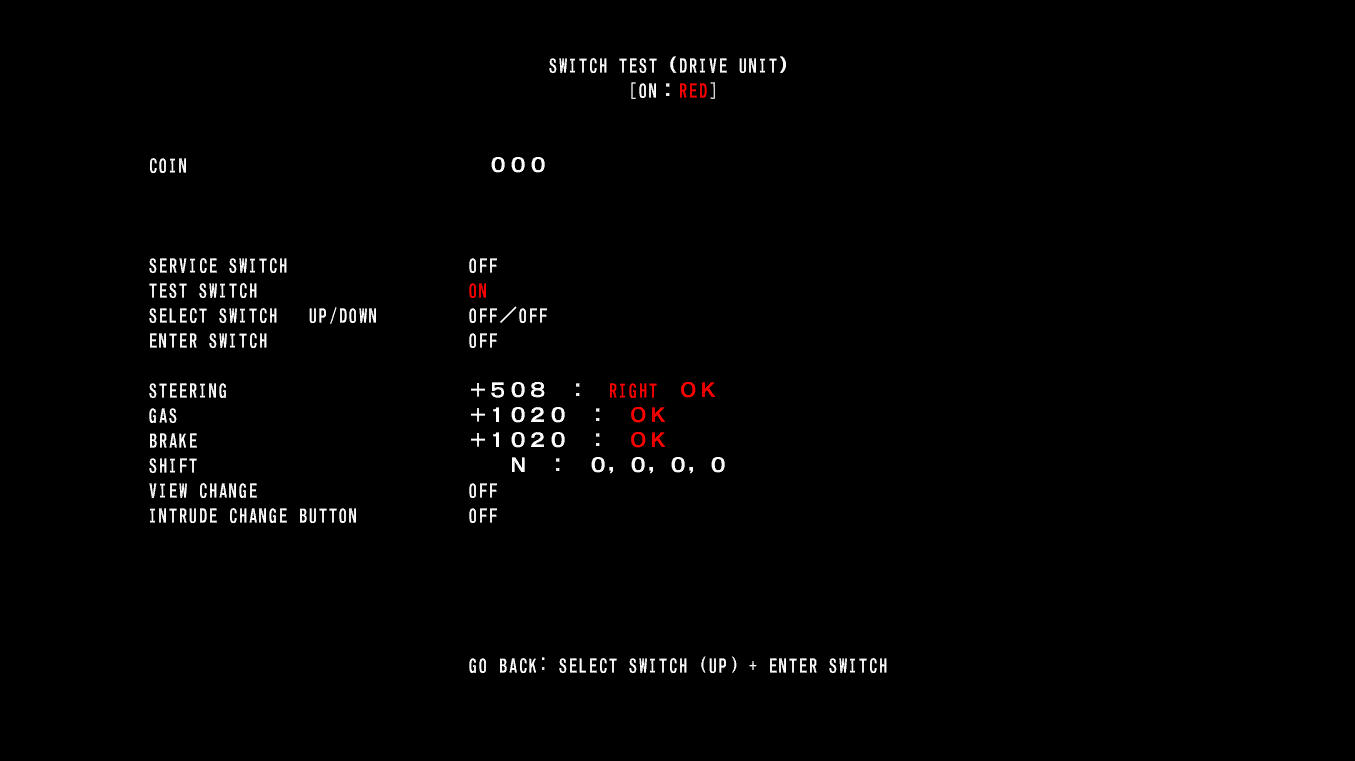 SWITCH TEST (DRIVE UNIT)
[ON:RED]
COIN 000
SERVICE SWITCH OFF
TEST SWITCH ON
SELECT SWITCH UP/DOWN OFF/OFF
ENTER SWITCH OFF
STEERING +508 : RIGHT OK
GAS +1020 : OK
BRAKE +1020 : OK
SHIFT N : 0, 0, 0, 0
VIEW CHANGE OFF
INTRUDE CHANGE BUTTON OFF
GO BACK: SELECT SWITCH (UP) + ENTER SWITCH